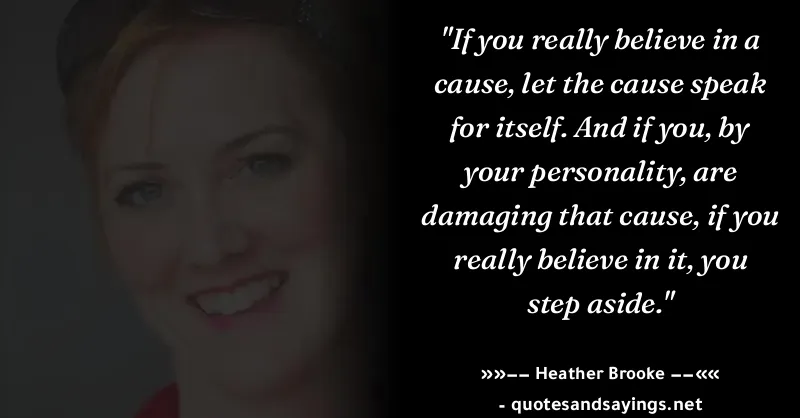 "If you really believe in a
cause, let the cause speak
for itself. And if you, by
your personality, are
damaging that cause, if you
really believe in it, you
step aside."
»»–– Heather Brooke ––««
- quotesandsayings.net